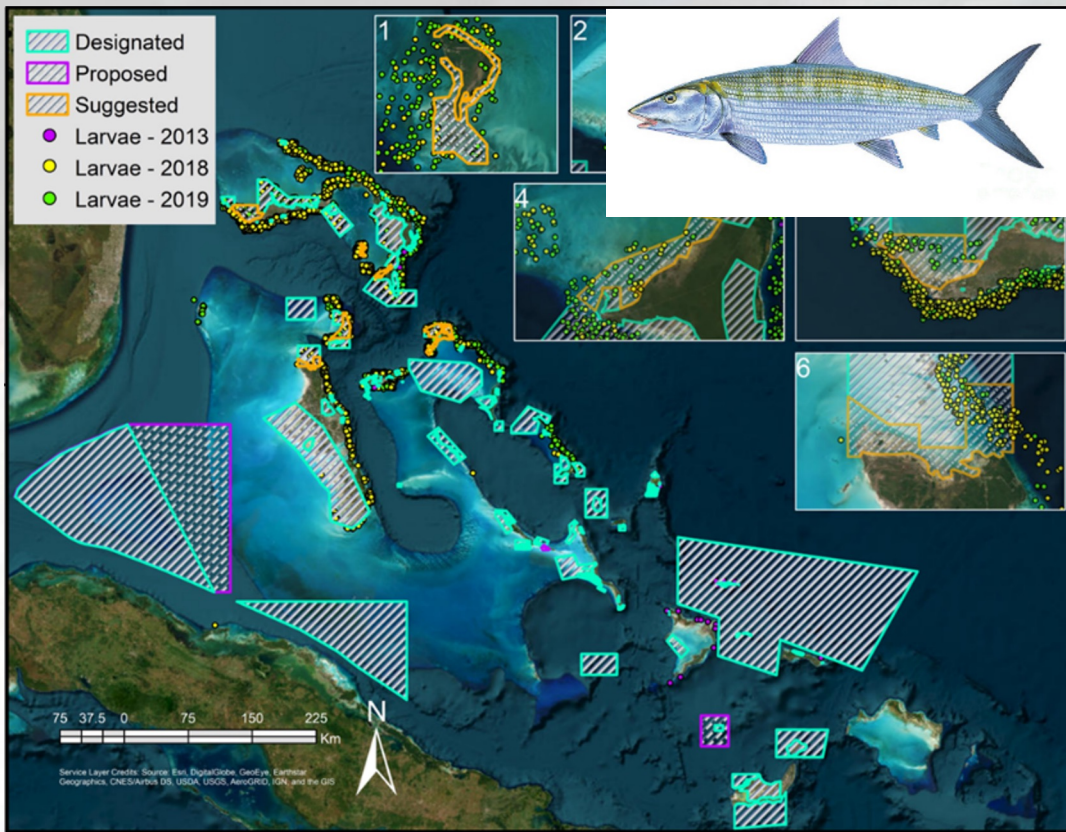 Designated
Proposed
Suggested
Larvae - 2013
Larvae - 2018
Larvae - 2019
1
2
4
6
75 37.5 0 75 150 225
Km
N
Service Layer Credits: Source: Esri, DigitalGlobe, GeoEye, Earthstar
Geographics, CNES/Airbus DS, USDA, USGS, AeroGRID, IGN, and the GIS